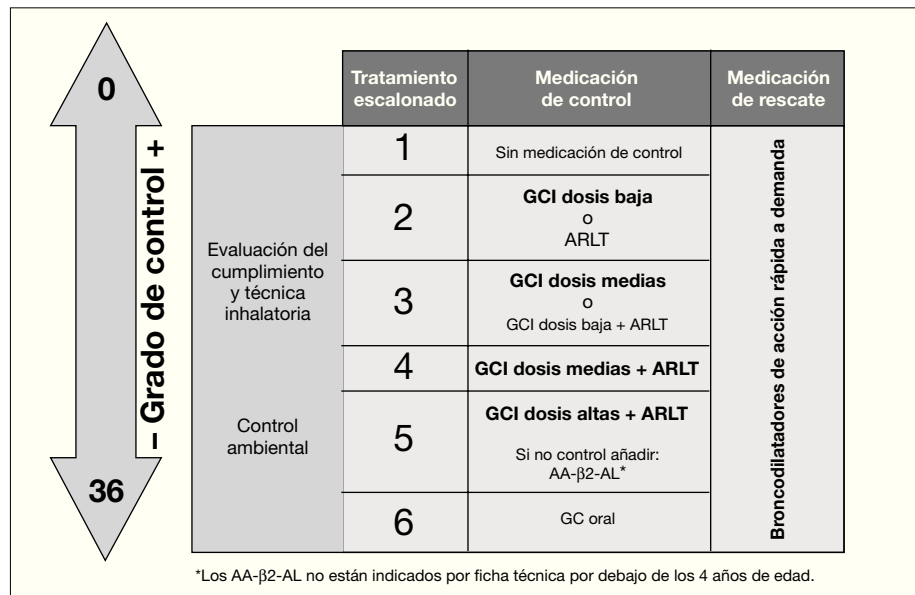 0
– Grado de control +
36
Tratamiento
escalonado
Medicación
de control
Medicación
de rescate
Evaluación del
cumplimiento
y técnica
inhalatoria
Control
ambiental
1
Sin medicación de control
2
GCI dosis baja
o
ARLT
3
GCI dosis medias
o
GCI dosis baja + ARLT
4
GCI dosis medias + ARLT
5
GCI dosis altas + ARLT
Si no control añadir:
AA-β2-AL*
6
GC oral
Broncodilatadores de acción rápida a demanda
*Los AA-β2-AL no están indicados por ficha técnica por debajo de los 4 años de edad.